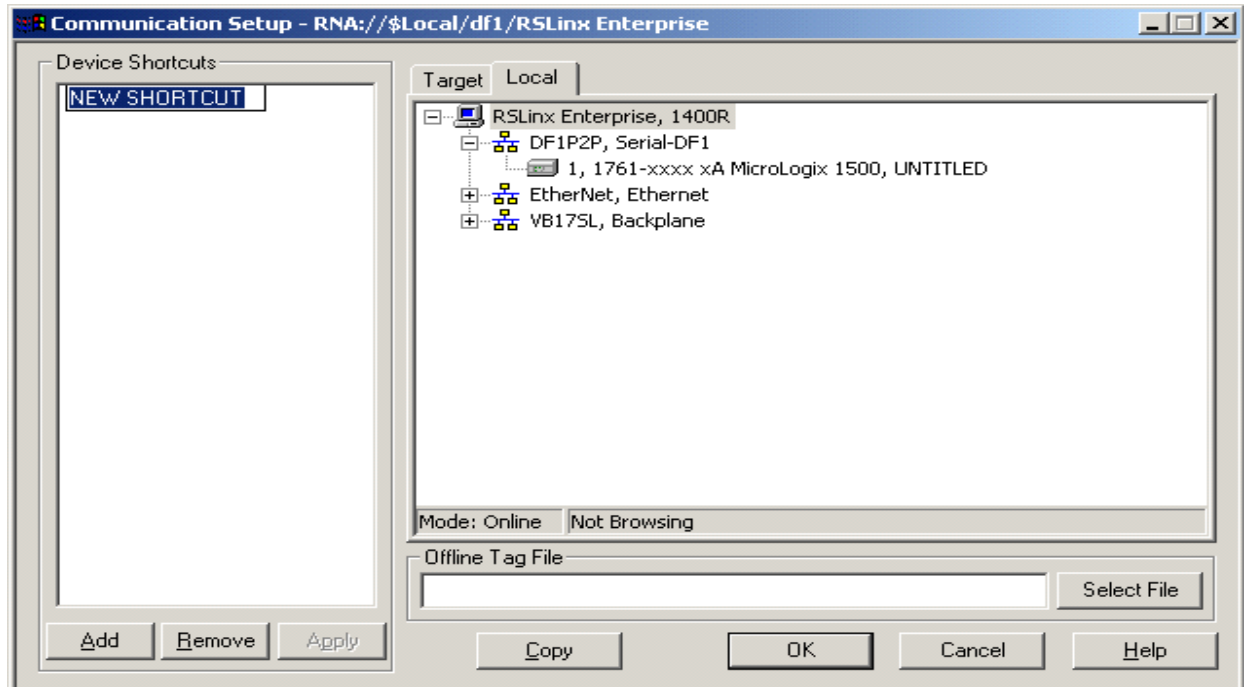 Communication Setup - RNA://$Local/df1/RSLinx Enterprise
Device Shortcuts
NEW SHORTCUT
Add
Remove
Apply
Target
Local
RSLinx Enterprise, 1400R
DF1P2P, Serial-DF1
1, 1761-xxxx xA MicroLogix 1500, UNTITLED
EtherNet, Ethernet
VB17SL, Backplane
Mode: Online
Not Browsing
Offline Tag File
Select File
Copy
OK
Cancel
Help